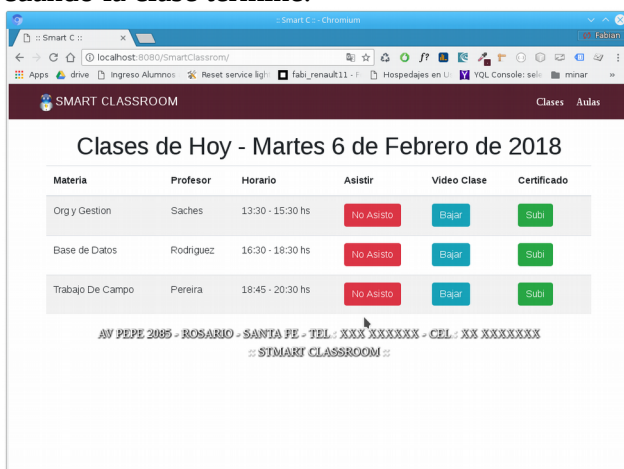 cuando la clase termine.
:: Smart C :: - Chromium
:: Smart C ::
Fabian
localhost:8080/SmartClassrom/
Apps drive Ingreso Alumnos Reset service ligh fabi_renault11 - F Hospedajes en U YQL Console: sele minar »
SMART CLASSROOM Clases Aulas
Clases de Hoy - Martes 6 de Febrero de 2018
Materia Profesor Horario Asistir Video Clase Certificado
Org y Gestion Saches 13:30 - 15:30 hs No Asisto Bajar Subi
Base de Datos Rodriguez 16:30 - 18:30 hs No Asisto Bajar Subi
Trabajo De Campo Pereira 18:45 - 20:30 hs No Asisto Bajar Subi
AV PEPE 2085 - ROSARIO - SANTA FE - TEL : XXX XXXXXX - CEL : XX XXXXXXX
:: STMART CLASSROOM ::